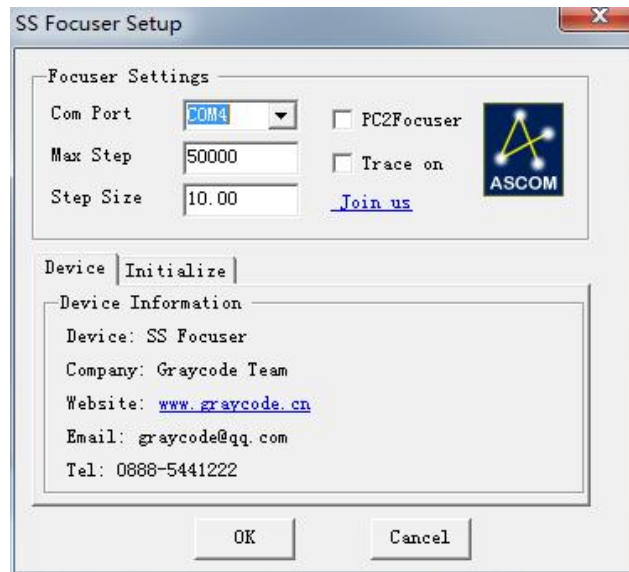 SS Focuser Setup
Focuser Settings
Com Port COM4 PC2Focuser
Max Step 50000 Trace on
Step Size 10.00 Join us
ASCOM
Device Initialize
Device Information
Device: SS Focuser
Company: Graycode Team
Website: www.graycode.cn
Email: graycode@qq.com
Tel: 0888-5441222
OK Cancel